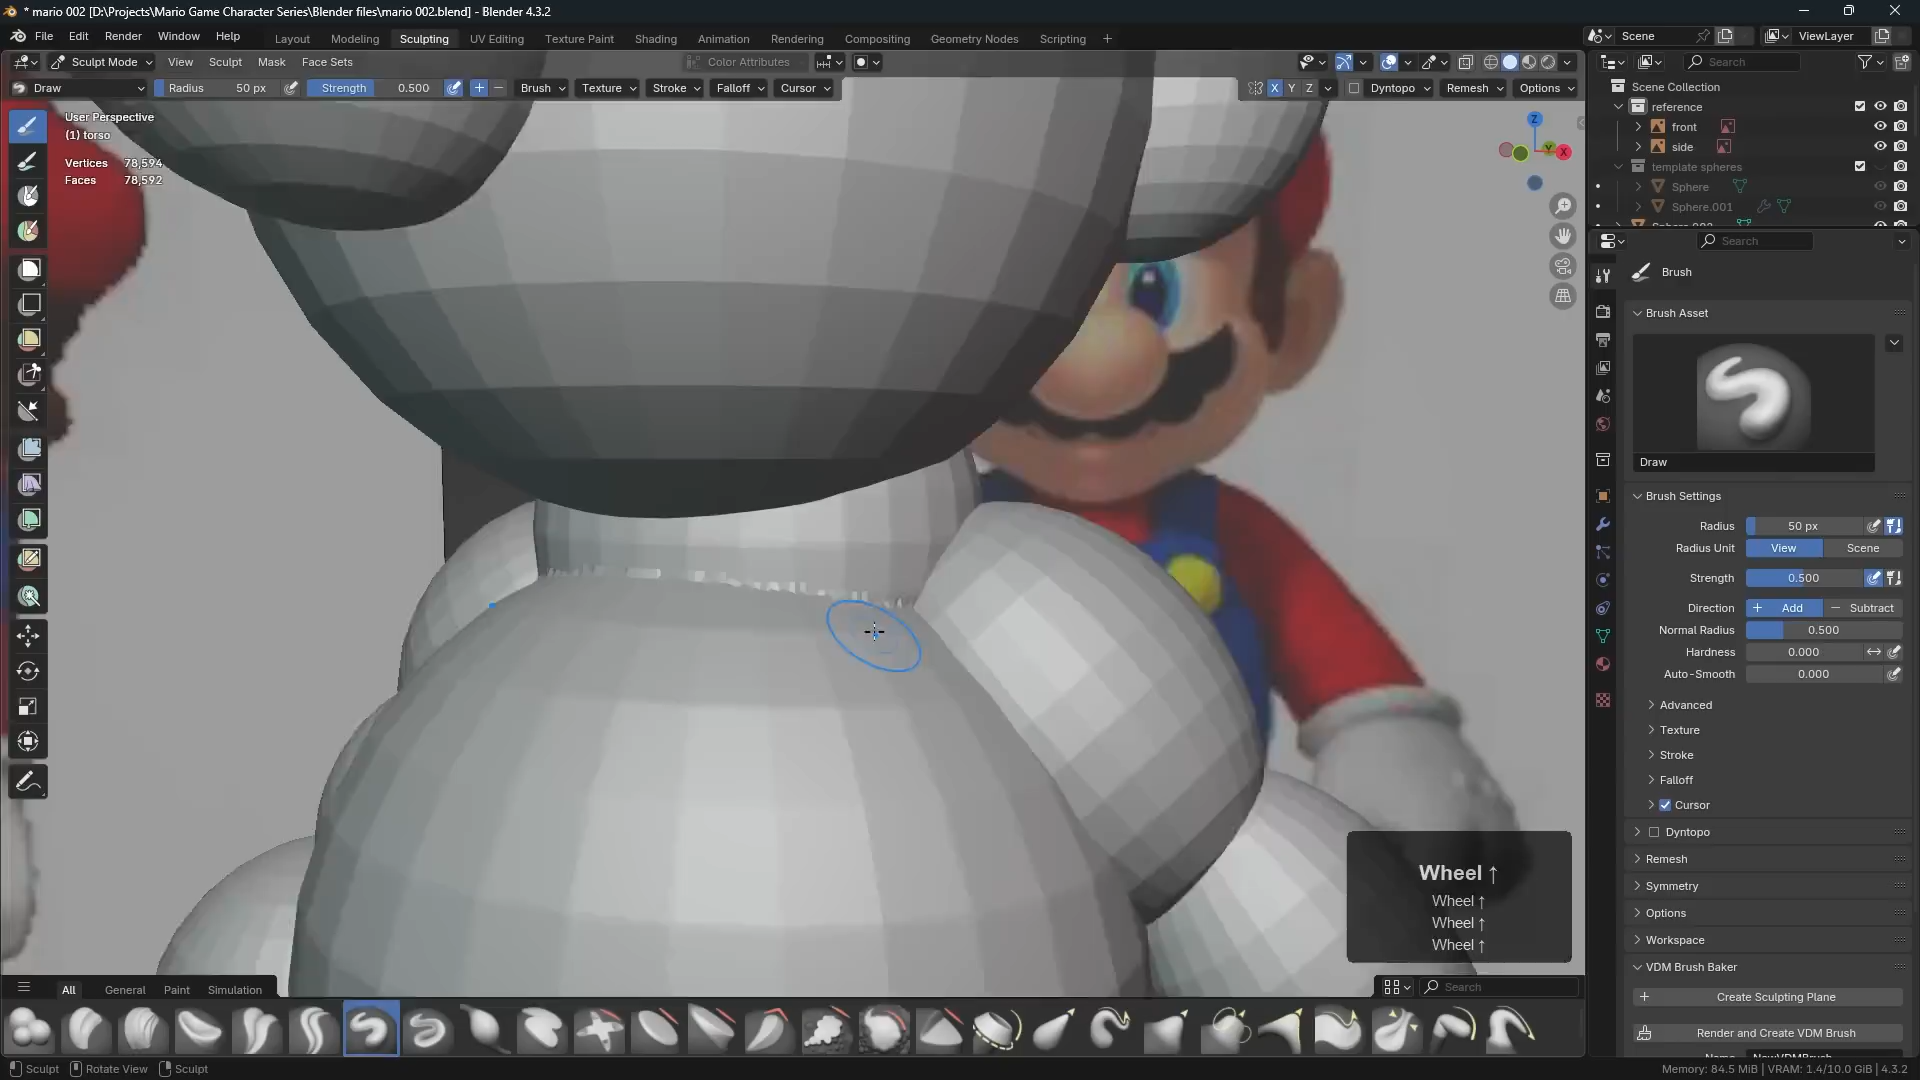 * mario 002 [D:\Projects\Mario Game Character Series\Blender files\mario 002.blend] - Blender 4.3.2
File Edit Render Window Help Layout Modeling Sculpting UV Editing Texture Paint Shading Animation Rendering Compositing Geometry Nodes Scripting + Scene ViewLayer
Sculpt Mode View Sculpt Mask Face Sets Color Attributes Search
Draw Radius 50 px Strength 0.500 + − Brush Texture Stroke Falloff Cursor X Y Z Dyntopo Remesh Options
Scene Collection
reference
front
side
template spheres
Sphere
Sphere.001
User Perspective
(1) torso
Vertices 78,594
Faces 78,592
Z
Y
X
Search
Brush
Brush Asset
Draw
Brush Settings
Radius 50 px
Radius Unit View Scene
Strength 0.500
Direction + Add − Subtract
Normal Radius 0.500
Hardness 0.000
Auto-Smooth 0.000
Advanced
Texture
Stroke
Falloff
Cursor
Dyntopo
Remesh
Symmetry
Options
Workspace
VDM Brush Baker
+ Create Sculpting Plane
Render and Create VDM Brush
Wheel ↑
Wheel ↑
Wheel ↑
Wheel ↑
All General Paint Simulation Search
Sculpt Rotate View Sculpt Memory: 84.5 MiB | VRAM: 1.4/10.0 GiB | 4.3.2